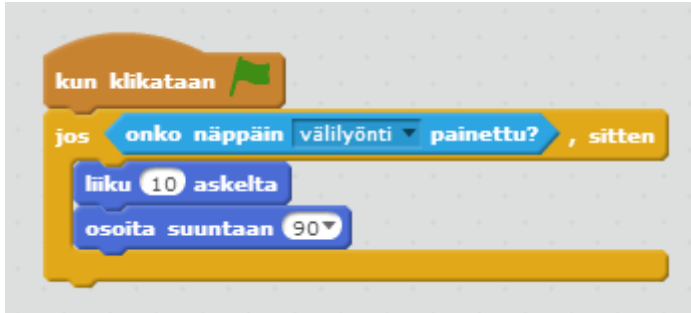 kun klikataan
jos onko näppäin välilyönti painettu? , sitten
liiku 10 askelta
osoita suuntaan 90